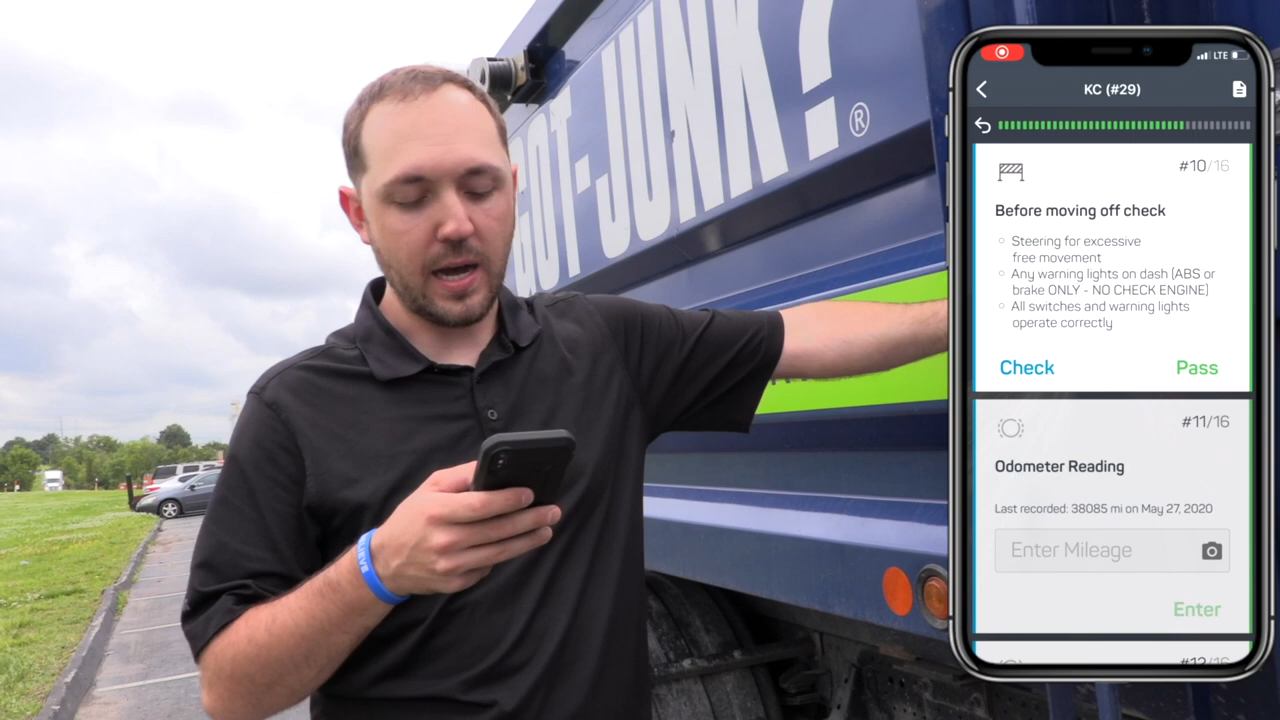 GOT-JUNK?
®
LTE
KC (#29)
#10/16
Before moving off check
Steering for excessive
free movement
Any warning lights on dash (ABS or
brake ONLY - NO CHECK ENGINE)
All switches and warning lights
operate correctly
Check
Pass
#11/16
Odometer Reading
Last recorded: 38085 mi on May 27, 2020
Enter Mileage
Enter
#12/16